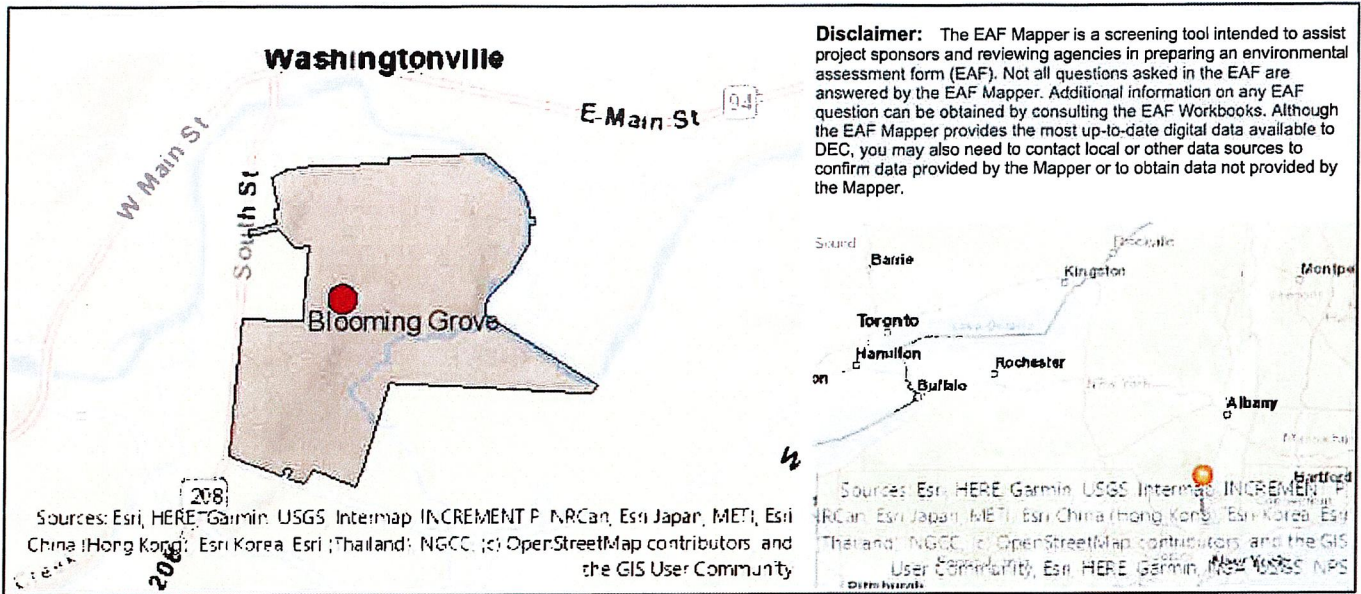 Washingtonville
E-Main St
94
W Main St
South St
Blooming Grove
208
208
Sources: Esri, HERE, Garmin, USGS, Intermap, INCREMENT P, NRCan, Esri Japan, METI, Esri
China (Hong Kong), Esri Korea, Esri (Thailand), NGCC, (c) OpenStreetMap contributors, and
the GIS User Community
Disclaimer: The EAF Mapper is a screening tool intended to assist
project sponsors and reviewing agencies in preparing an environmental
assessment form (EAF). Not all questions asked in the EAF are
answered by the EAF Mapper. Additional information on any EAF
question can be obtained by consulting the EAF Workbooks. Although
the EAF Mapper provides the most up-to-date digital data available to
DEC, you may also need to contact local or other data sources to
confirm data provided by the Mapper or to obtain data not provided by
the Mapper.
Sound
Barrie
Kingston
Montpe
Toronto
Lake Ontario
Hamilton
on
Rochester
Buffalo
New York
Albany
Hartford
Sources: Esri, HERE, Garmin, USGS, Intermap, INCREMENT P,
NRCan, Esri Japan, METI, Esri China (Hong Kong), Esri Korea, Esri
(Thailand), NGCC, (c) OpenStreetMap contributors, and the GIS
User Community, Esri, HERE, Garmin, USGS, NPS
New York
Pittsburgh